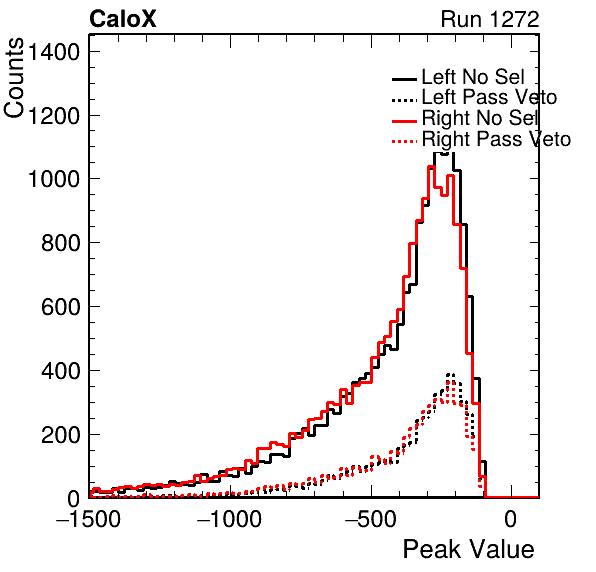 CaloX
Run 1272
Counts
1400
1200
1000
800
600
400
200
0
Left No Sel
Left Pass Veto
Right No Sel
Right Pass Veto
−1500
−1000
−500
0
Peak Value